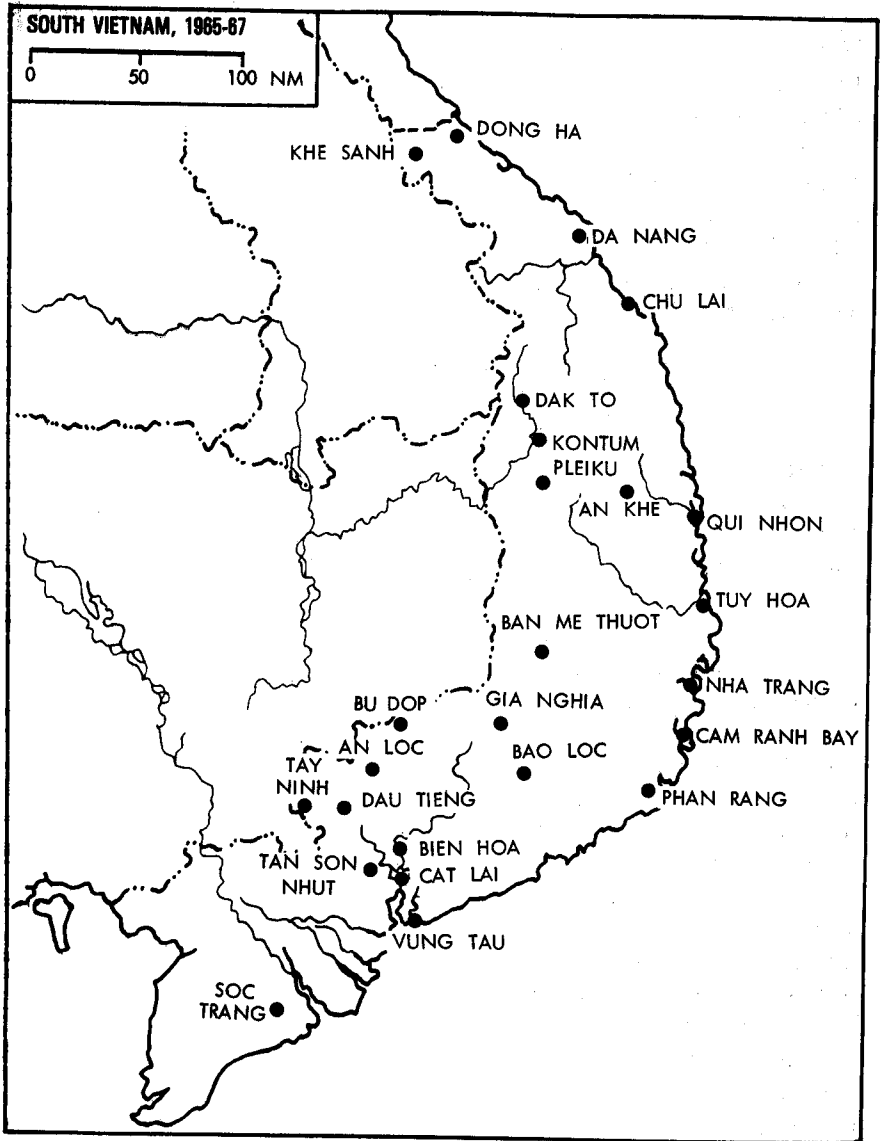 SOUTH VIETNAM, 1965-67
0 50 100 NM
DONG HA
KHE SANH
DA NANG
CHU LAI
DAK TO
KONTUM
PLEIKU
AN KHE
QUI NHON
TUY HOA
BAN ME THUOT
NHA TRANG
BU DOP
GIA NGHIA
CAM RANH BAY
AN LOC
BAO LOC
TAY
NINH
DAU TIENG
PHAN RANG
BIEN HOA
TAN SON
NHUT
CAT LAI
VUNG TAU
SOC
TRANG